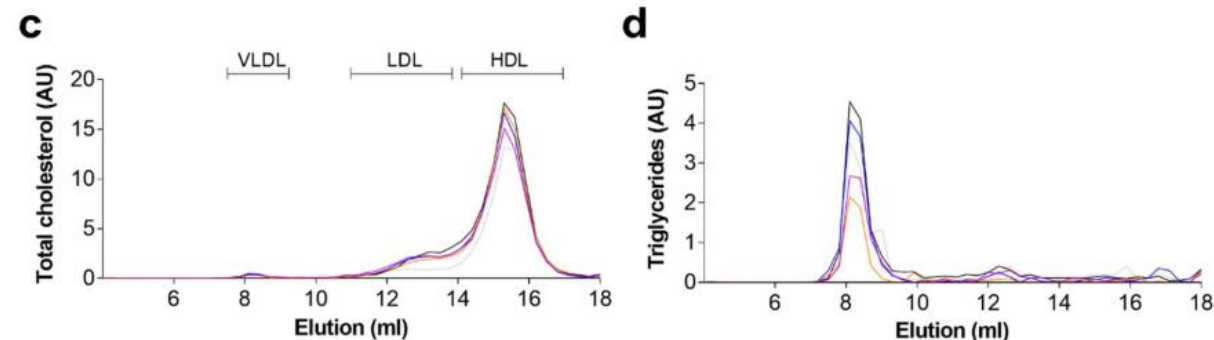 c
VLDL LDL HDL
Total cholesterol (AU)
20
15
10
5
0
6 8 10 12 14 16 18
Elution (ml)
d
Triglycerides (AU)
5
4
3
2
1
0
6 8 10 12 14 16 18
Elution (ml)